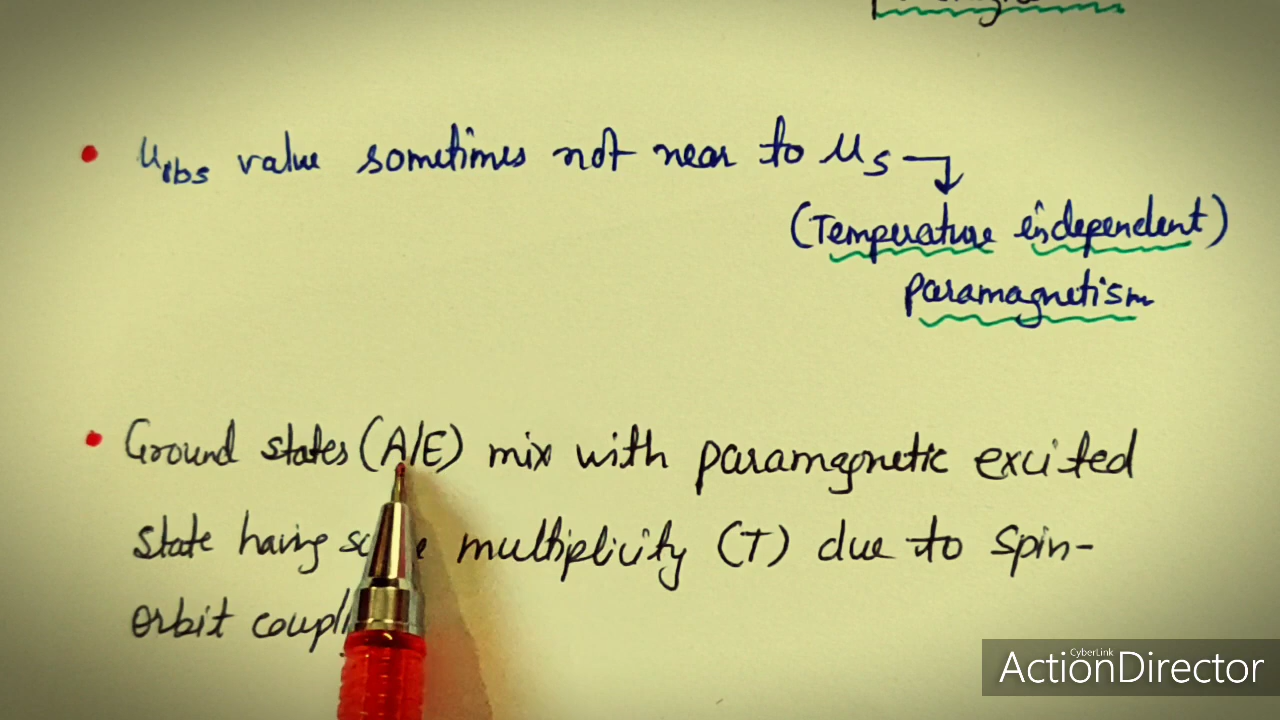 • μobs value sometimes not near to μs
(Temperature independent)
paramagnetism
• Ground states (A/E) mix with paramagnetic excited
state having multiplicity (T) due to spin-
orbit
CyberLink
ActionDirector